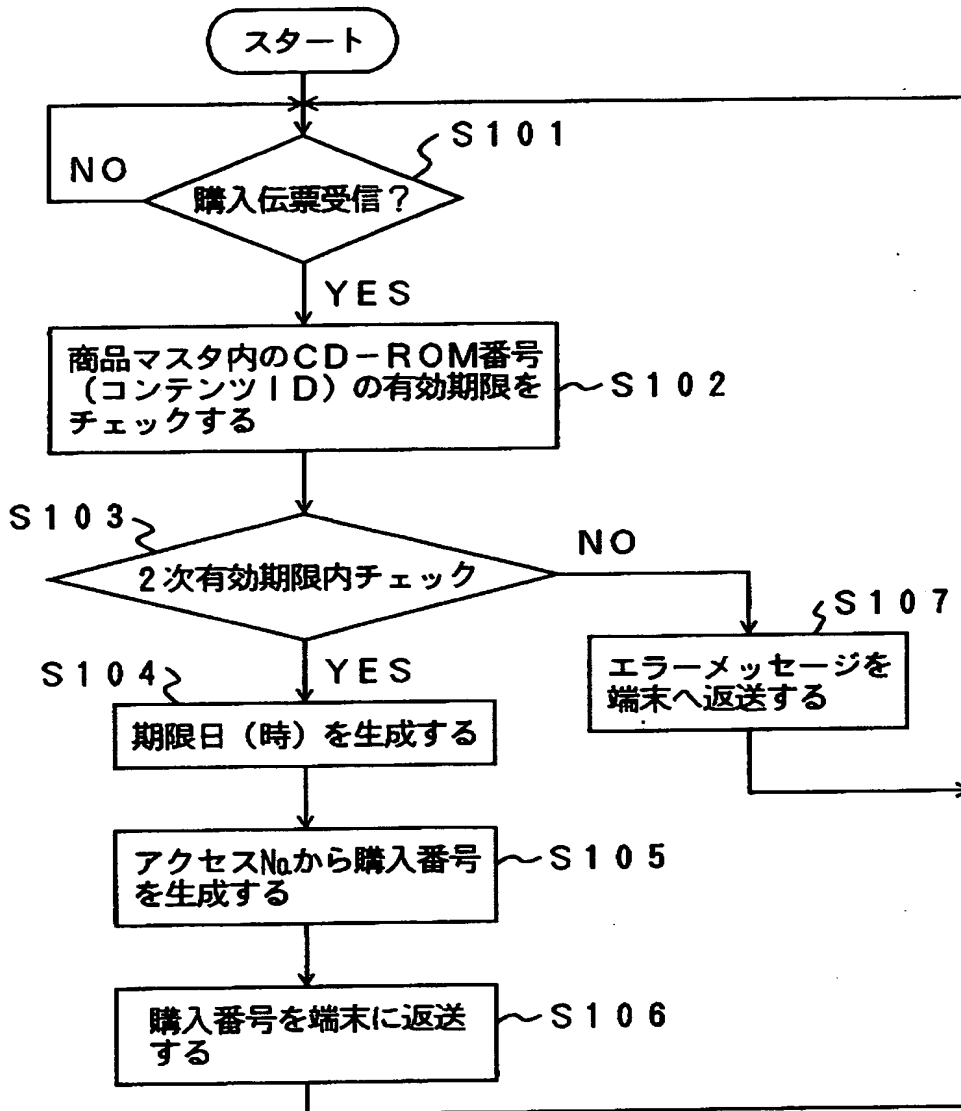 スタート
S101
NO
購入伝票受信？
YES
商品マスタ内のCD－ROM番号
（コンテンツID）の有効期限を
チェックする
S102
S103
2次有効期限内チェック
NO
YES
S107
エラーメッセージを
端末へ返送する
S104
期限日（時）を生成する
アクセス№から購入番号
を生成する
S105
購入番号を端末に返送
する
S106